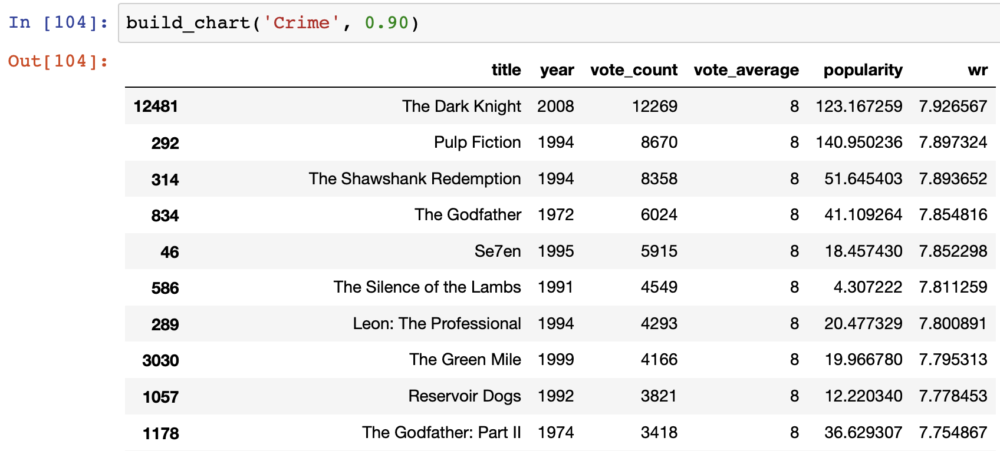 In [104]: build_chart('Crime', 0.90)
Out[104]:
title year vote_count vote_average popularity wr
12481 The Dark Knight 2008 12269 8 123.167259 7.926567
292 Pulp Fiction 1994 8670 8 140.950236 7.897324
314 The Shawshank Redemption 1994 8358 8 51.645403 7.893652
834 The Godfather 1972 6024 8 41.109264 7.854816
46 Se7en 1995 5915 8 18.457430 7.852298
586 The Silence of the Lambs 1991 4549 8 4.307222 7.811259
289 Leon: The Professional 1994 4293 8 20.477329 7.800891
3030 The Green Mile 1999 4166 8 19.966780 7.795313
1057 Reservoir Dogs 1992 3821 8 12.220340 7.778453
1178 The Godfather: Part II 1974 3418 8 36.629307 7.754867